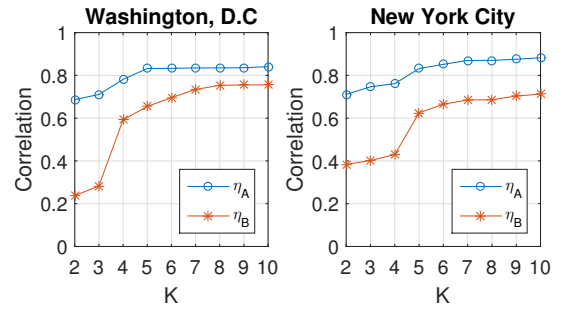 Washington, D.C
1
0.8
0.6
0.4
0.2
0
Correlation
2 3 4 5 6 7 8 9 10
K
η_A
η_B
New York City
1
0.8
0.6
0.4
0.2
0
Correlation
2 3 4 5 6 7 8 9 10
K
η_A
η_B